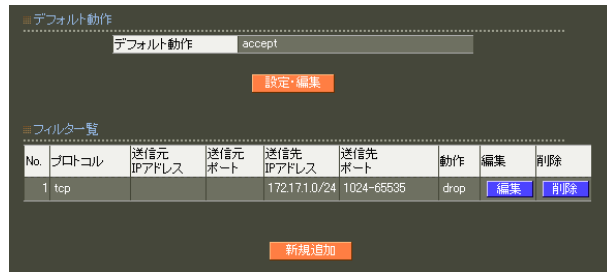 デフォルト動作
デフォルト動作 accept
設定・編集
フィルタ一覧
No. プロトコル 送信元IPアドレス 送信元ポート 送信先IPアドレス 送信先ポート 動作 編集 削除
1 tcp 172.17.1.0/24 1024-65535 drop 編集 削除
新規追加